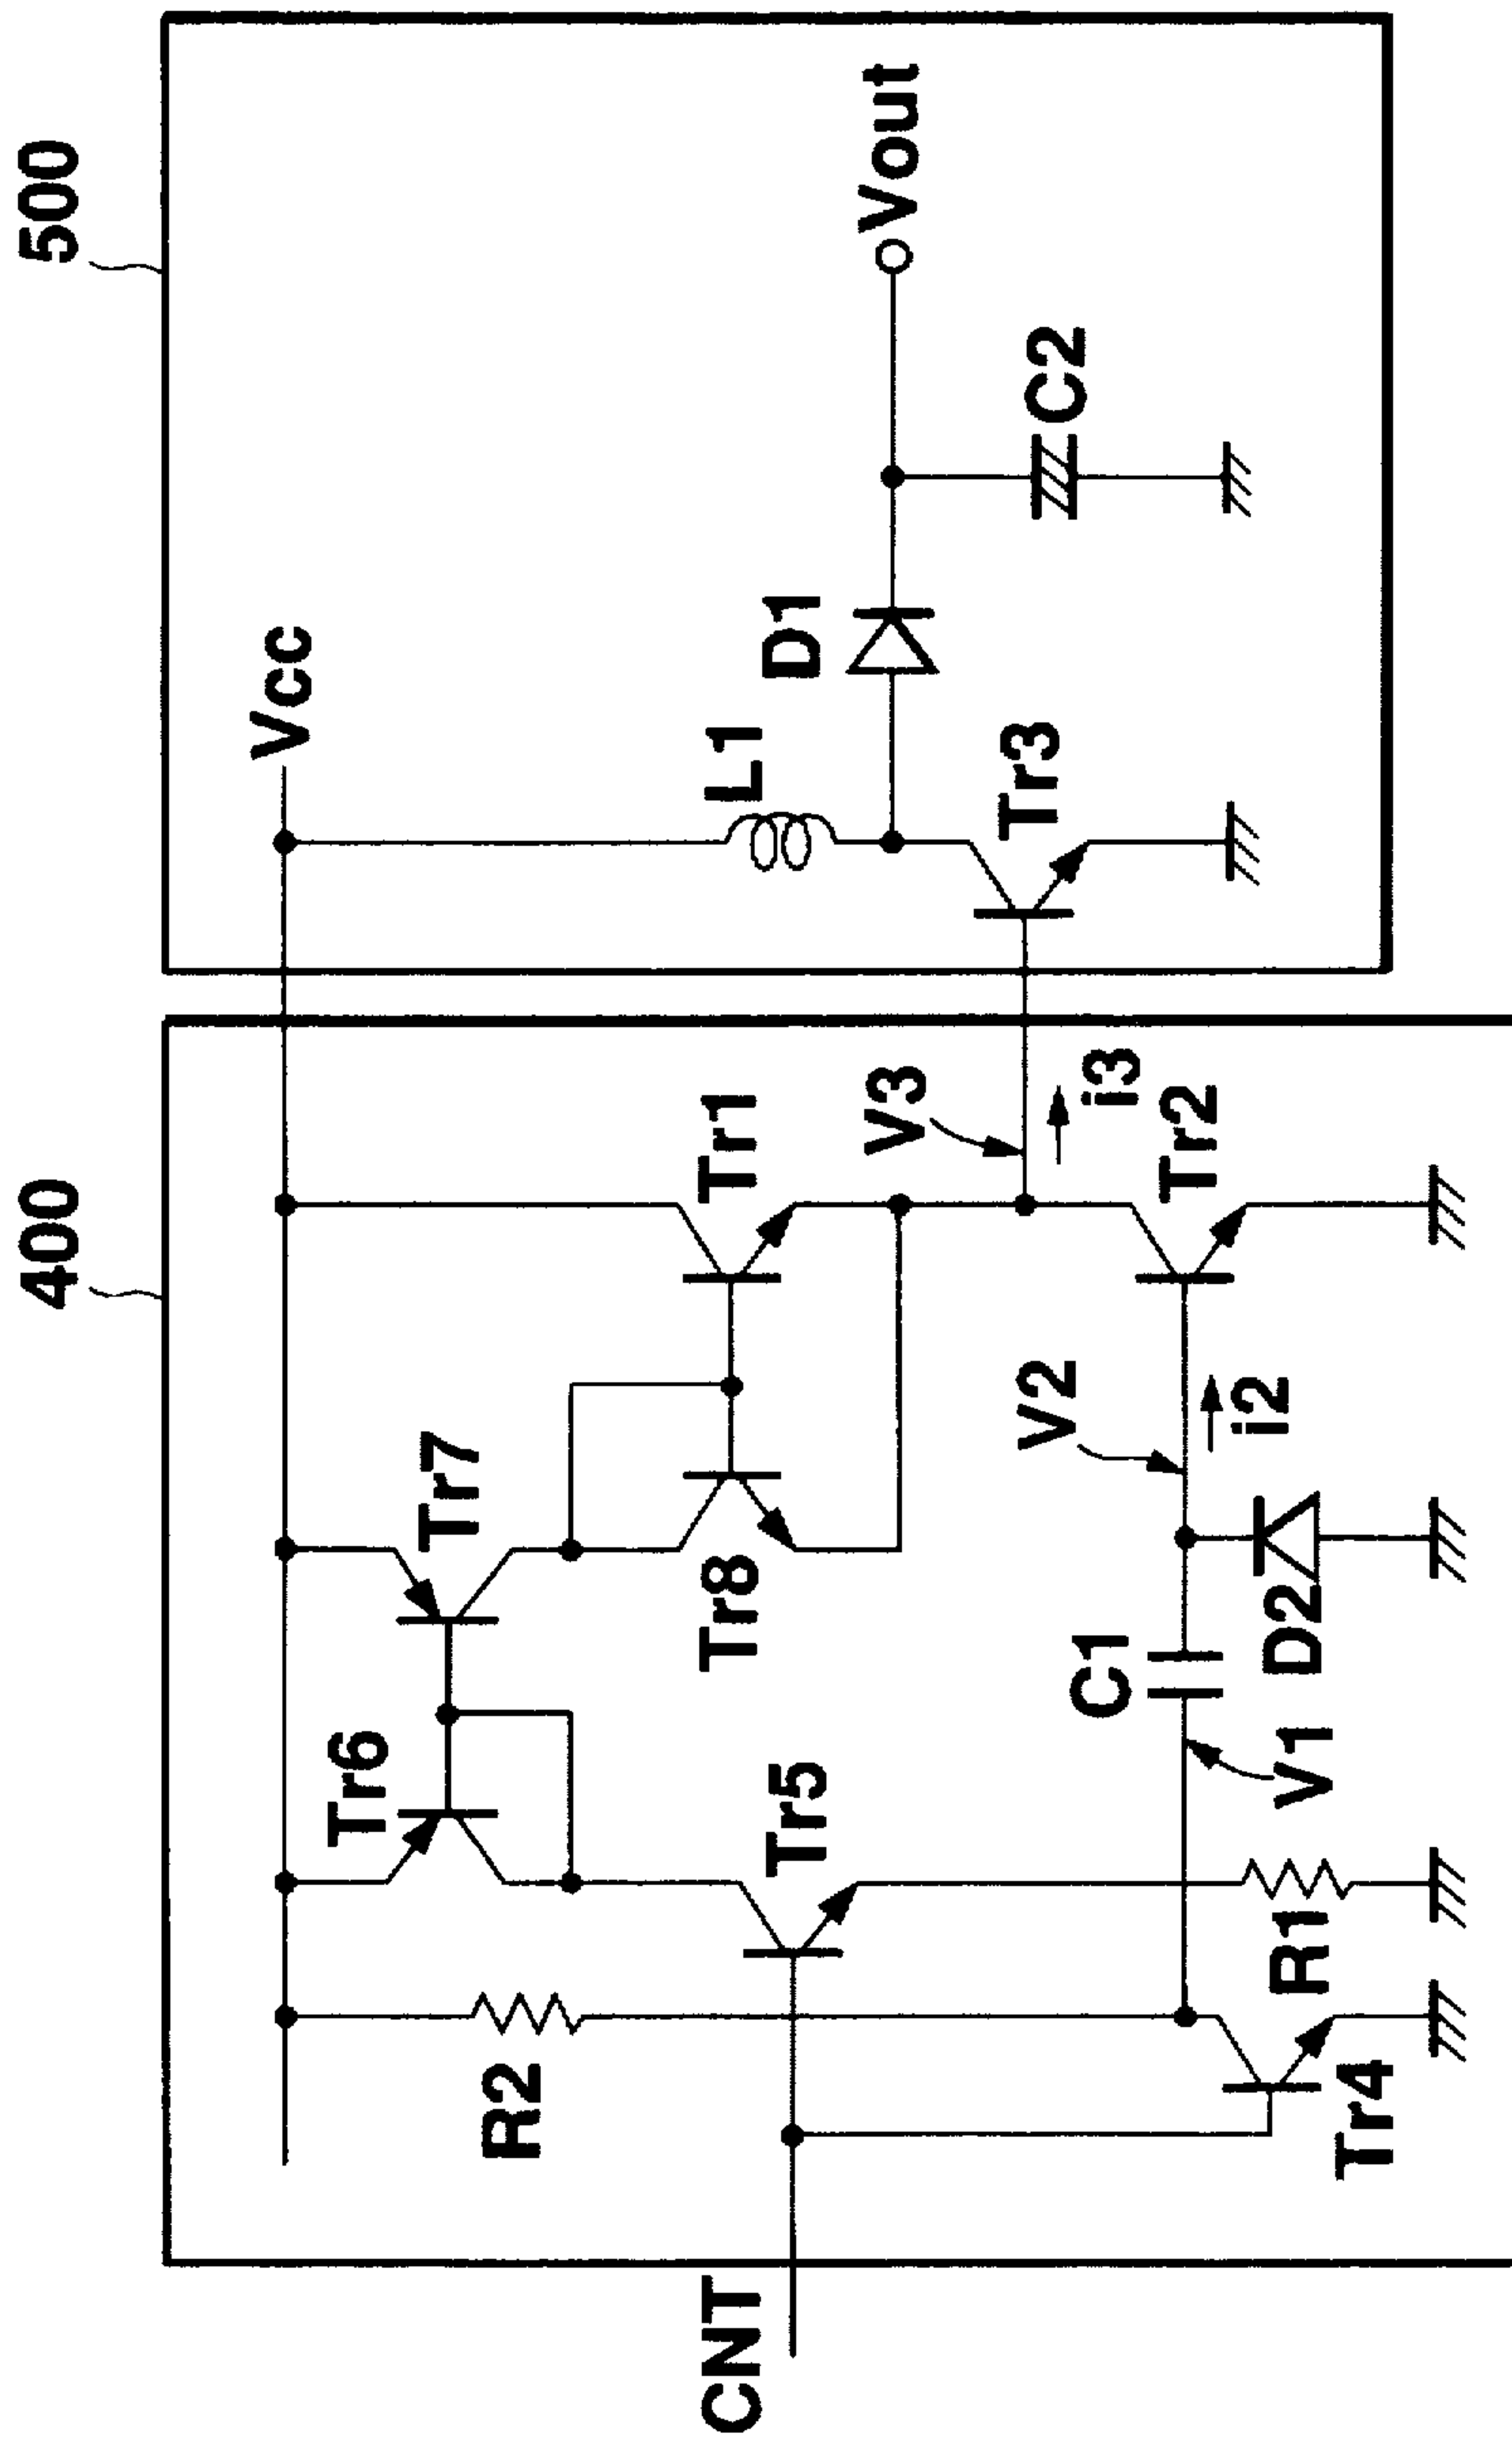 400
500
Vcc
Tr6
Tr7
R2
Tr8
Tr1
L1
D1
Vout
CNT
Tr5
V3
i3
Tr3
C2
V2
C1
i2
Tr2
V1
D2
R1
Tr4